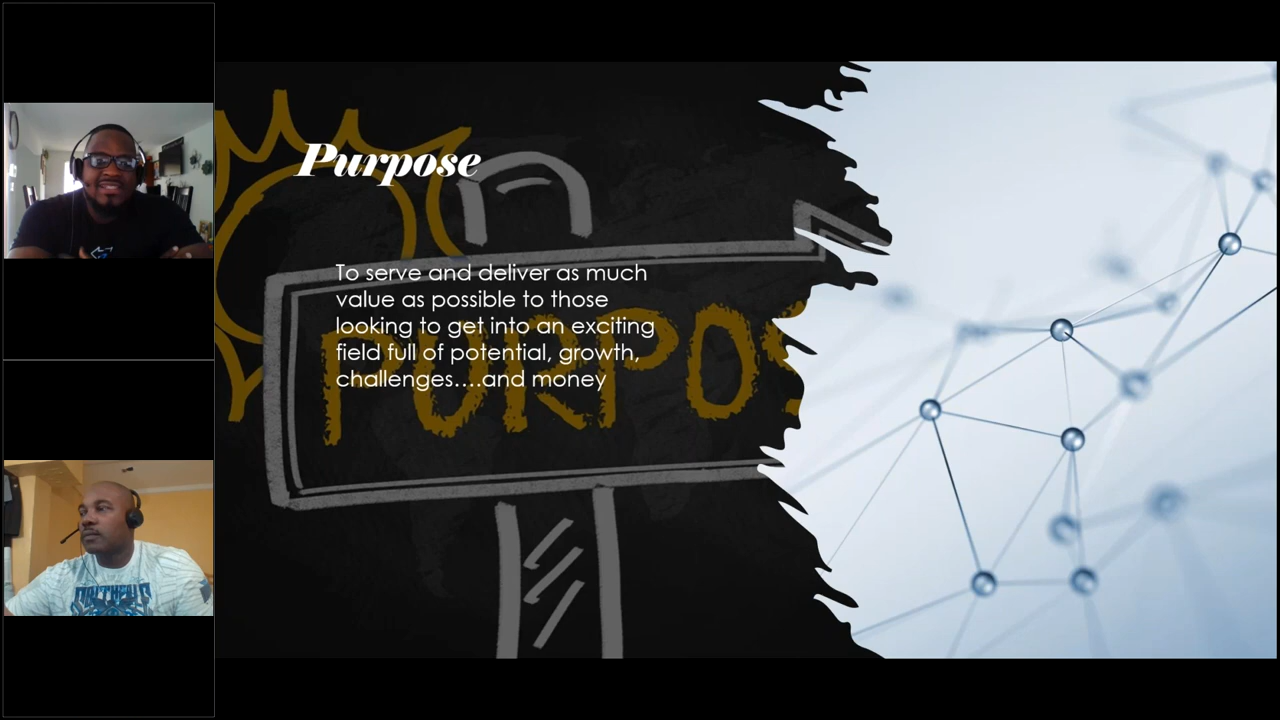 Purpose
To serve and deliver as much
value as possible to those
looking to get into an exciting
field full of potential, growth,
challenges....and money
PURPOS